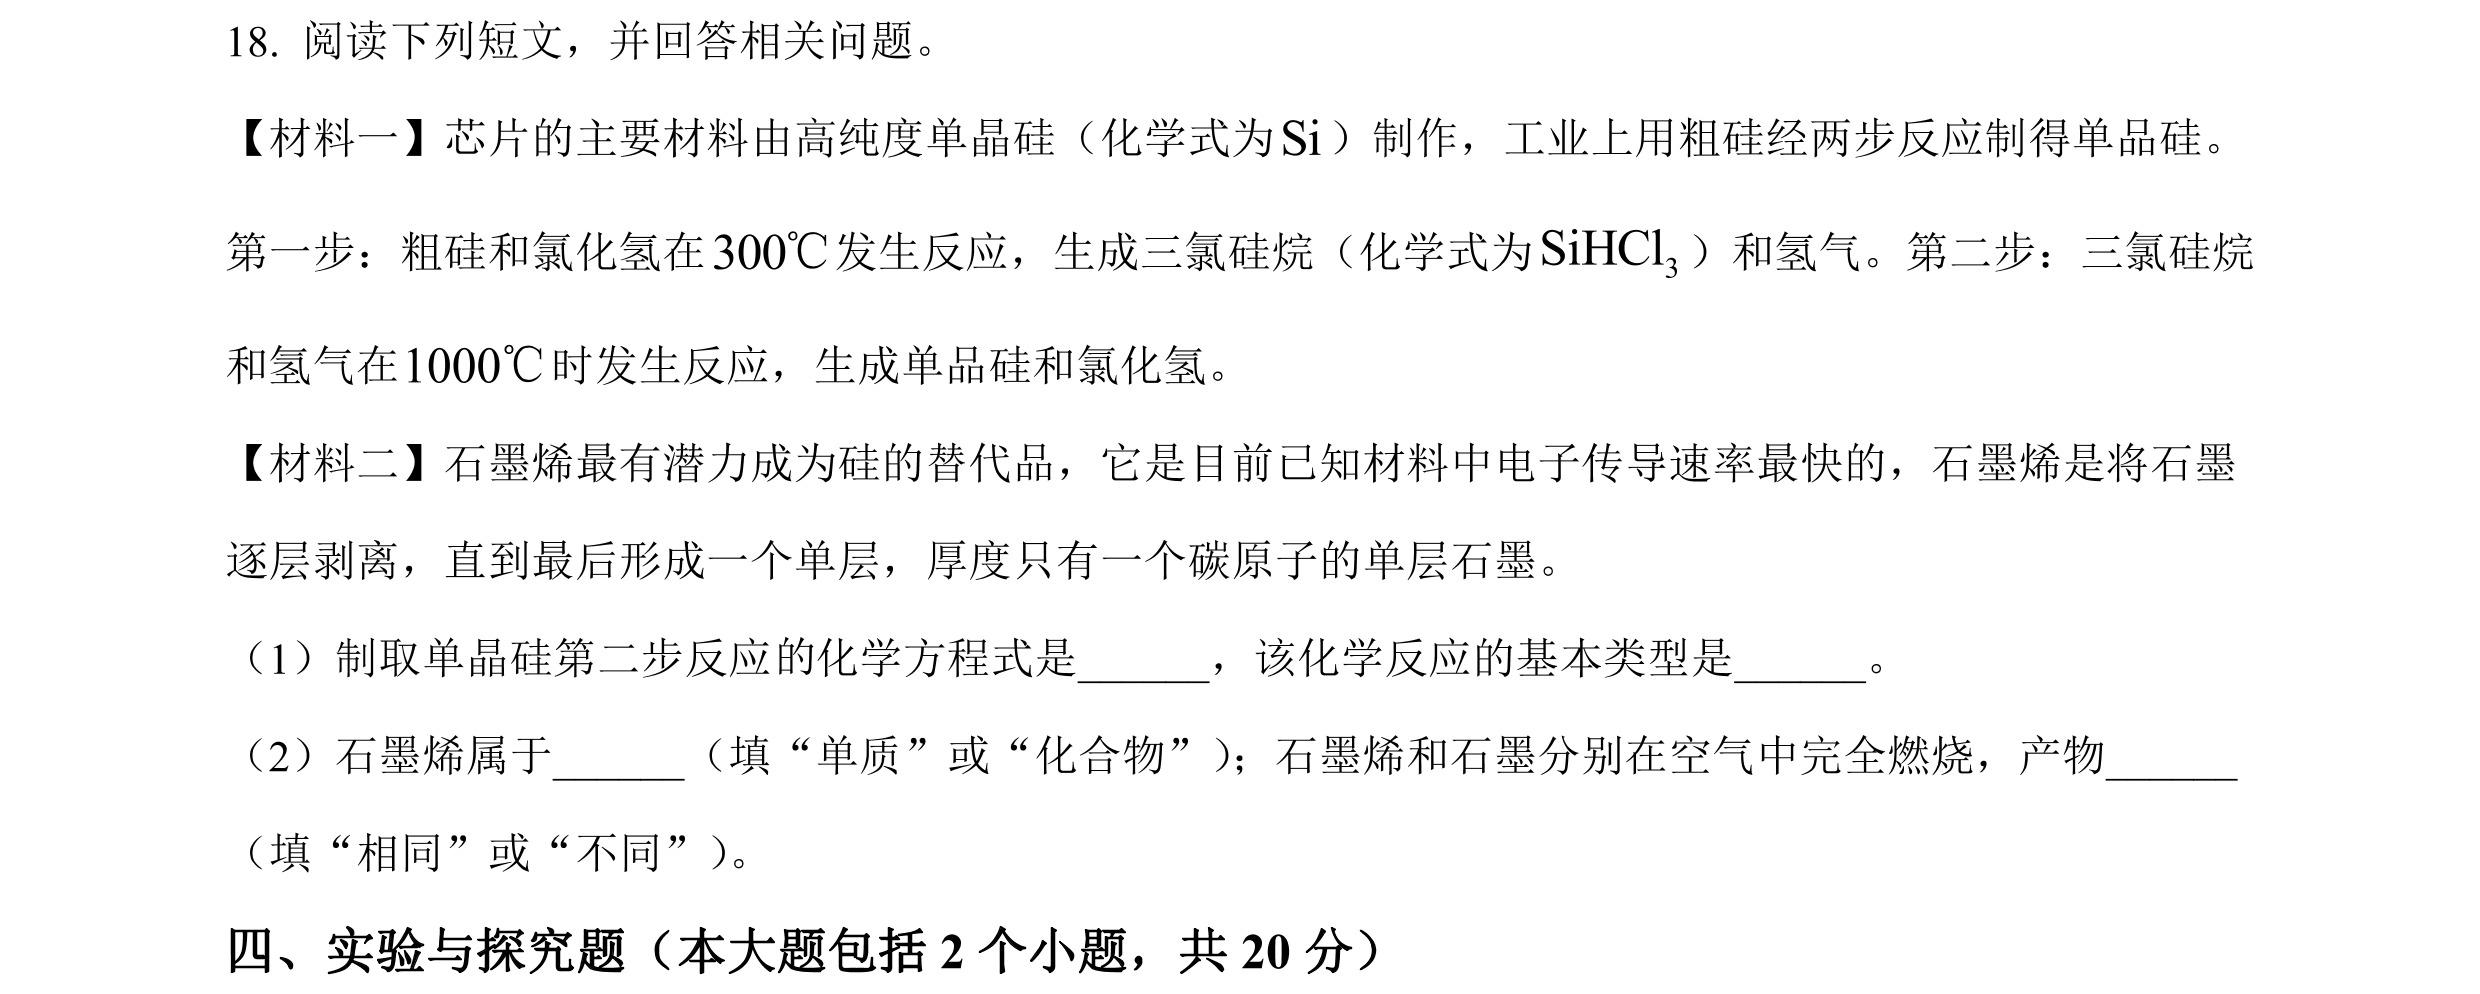 18. 阅读下列短文，并回答相关问题。
【材料一】芯片的主要材料由高纯度单晶硅（化学式为Si）制作，工业上用粗硅经两步反应制得单品硅。
第一步：粗硅和氯化氢在300℃发生反应，生成三氯硅烷（化学式为SiHCl₃）和氢气。第二步：三氯硅烷
和氢气在1000℃时发生反应，生成单品硅和氯化氢。
【材料二】石墨烯最有潜力成为硅的替代品，它是目前已知材料中电子传导速率最快的，石墨烯是将石墨
逐层剥离，直到最后形成一个单层，厚度只有一个碳原子的单层石墨。
（1）制取单晶硅第二步反应的化学方程式是______，该化学反应的基本类型是______。
（2）石墨烯属于______（填“单质”或“化合物”）；石墨烯和石墨分别在空气中完全燃烧，产物______
（填“相同”或“不同”）。
四、实验与探究题（本大题包括 2 个小题，共 20 分）